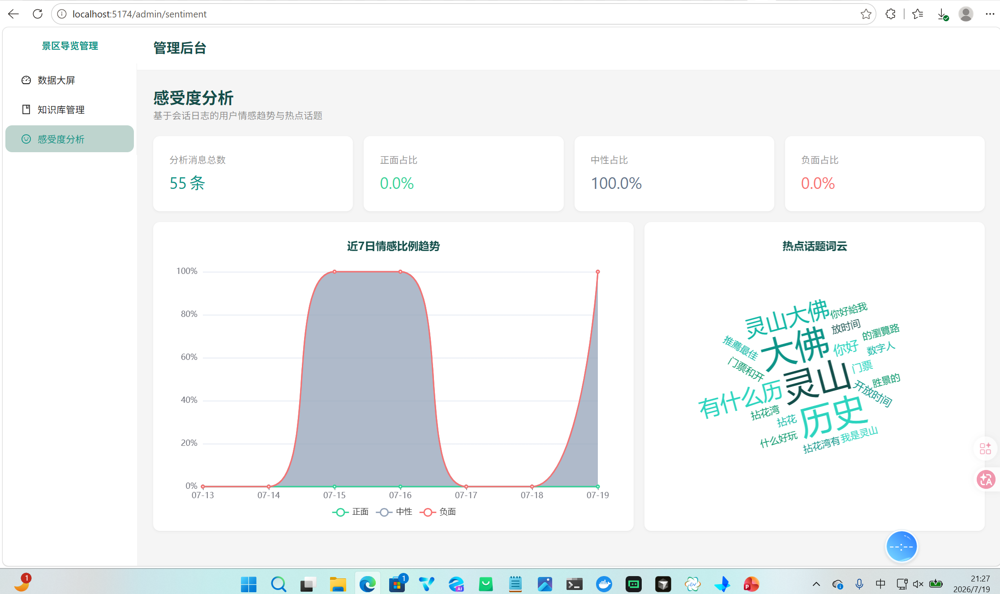 localhost:5174/admin/sentiment
景区导览管理
管理后台
数据大屏
知识库管理
感受度分析
感受度分析
基于会话日志的用户情感趋势与热点话题
分析消息总数
55 条
正面占比
0.0%
中性占比
100.0%
负面占比
0.0%
近7日情感比例趋势
100%
80%
60%
40%
20%
0%
07-13
07-14
07-15
07-16
07-17
07-18
07-19
正面
中性
负面
热点话题词云
灵山大佛
你好給我
放时间
的瀏覽路
推薦最佳
大佛
你好
数字人
门票和开
门票
灵山
胜景的
开放时间
有什么历
拈花湾
拈花
历史
什么好玩
我是灵山
拈花湾有
--:--
1
1
AI
ev
P
A
中
21:27
2026/7/19